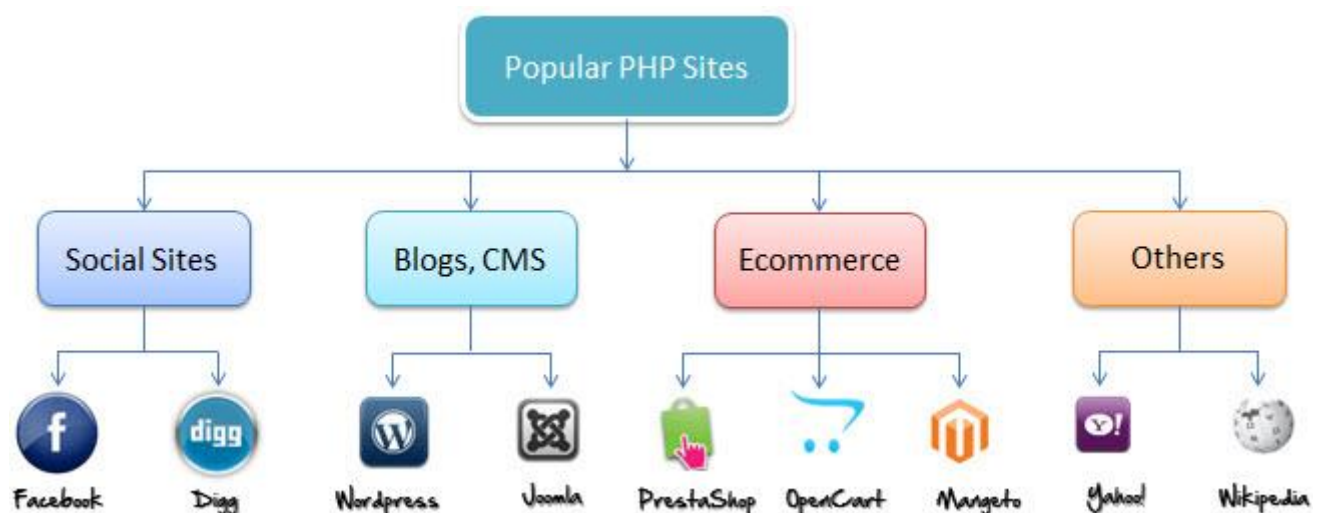 Popular PHP Sites
Social Sites
Blogs, CMS
Ecommerce
Others
f
digg
W
Y!
Facebook
Digg
Wordpress
Joomla
PrestaShop
OpenCart
Mangeto
Yahoo!
Wikipedia